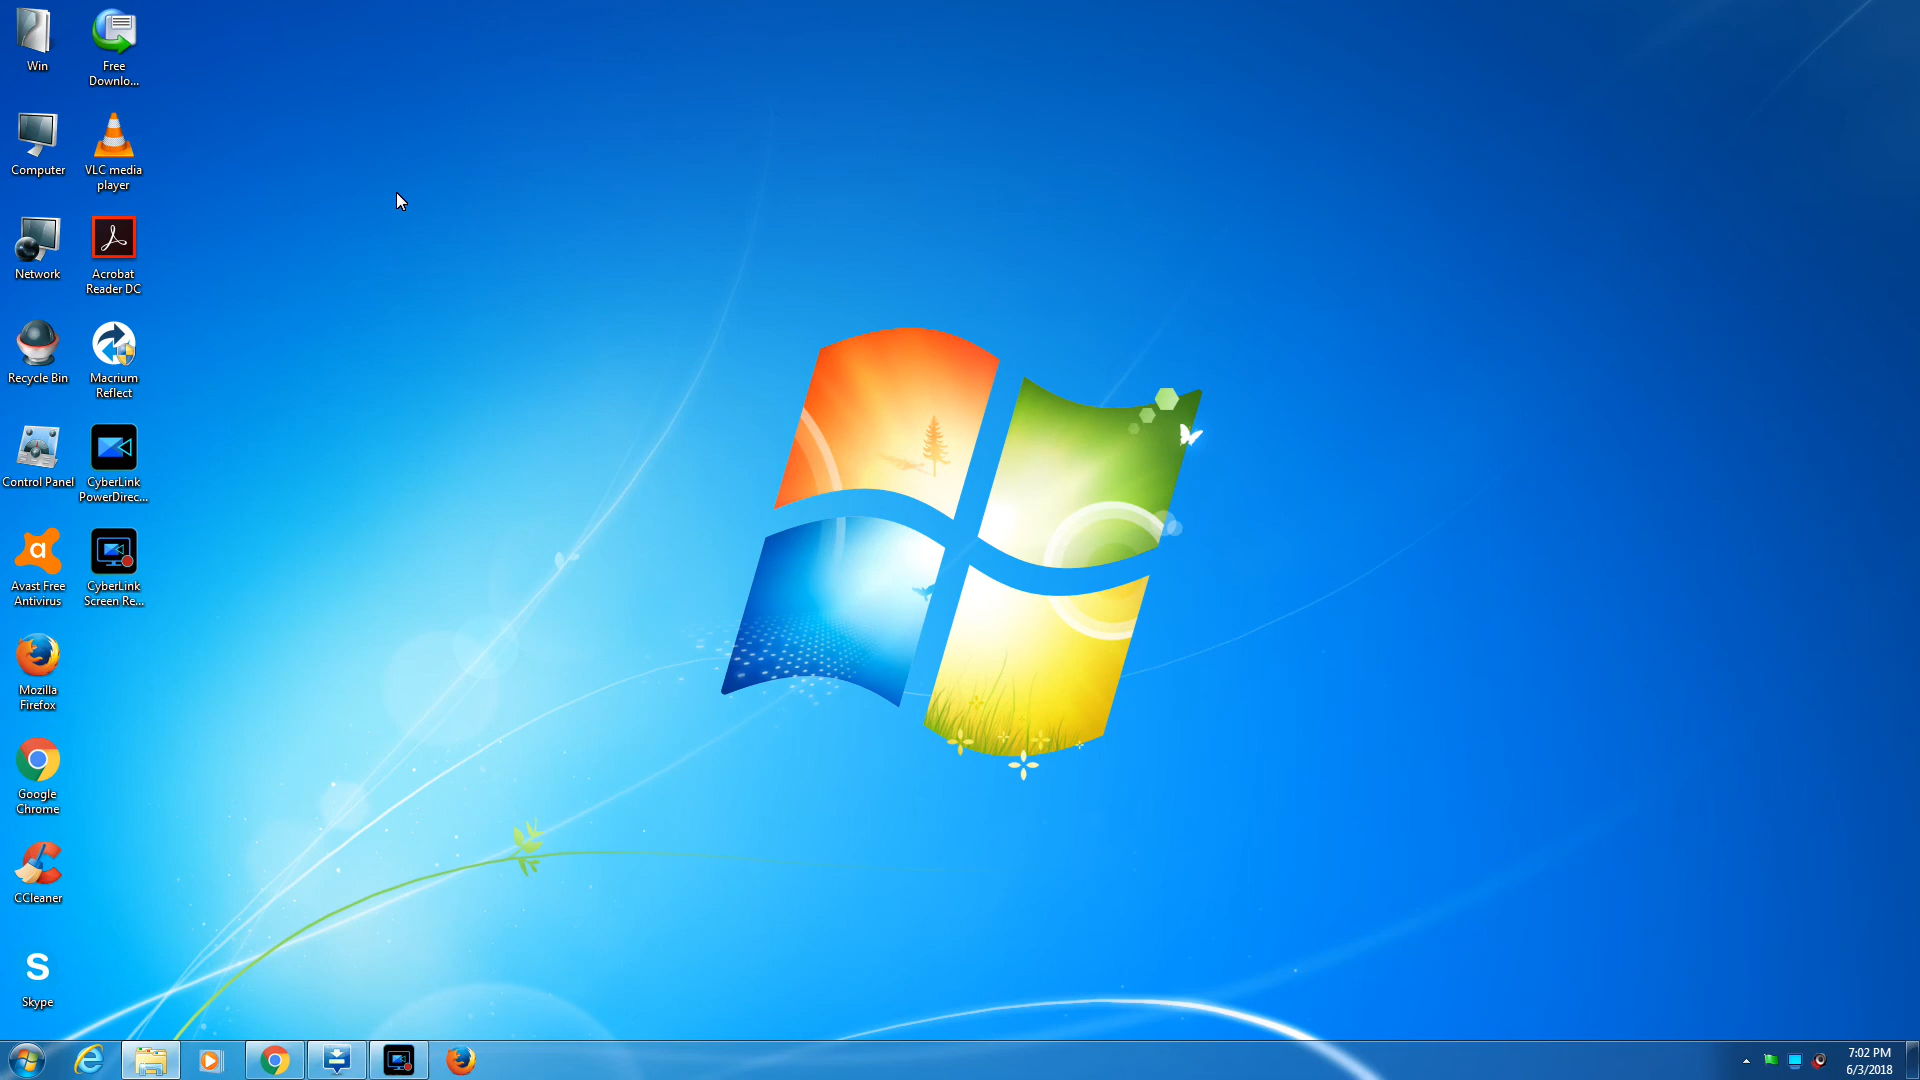 Win
Free
Downlo...
Computer
VLC media
player
Network
Acrobat
Reader DC
Recycle Bin
Macrium
Reflect
Control Panel
CyberLink
PowerDirec...
Avast Free
Antivirus
CyberLink
Screen Re...
Mozilla
Firefox
Google
Chrome
CCleaner
S
Skype
7:02 PM
6/3/2018